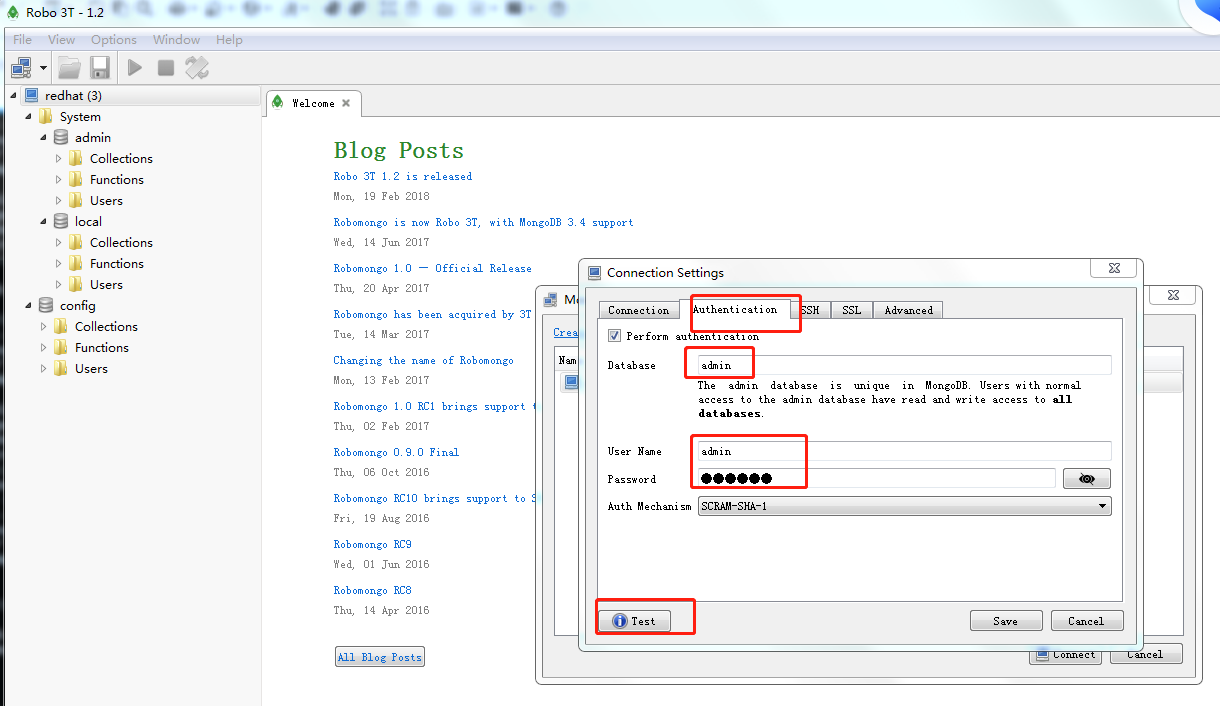 Robo 3T - 1.2
File View Options Window Help
redhat (3)
System
admin
Collections
Functions
Users
local
Collections
Functions
Users
config
Collections
Functions
Users
Welcome
Blog Posts
Robo 3T 1.2 is released
Mon, 19 Feb 2018
Robomongo is now Robo 3T, with MongoDB 3.4 support
Wed, 14 Jun 2017
Robomongo 1.0 — Official Release
Thu, 20 Apr 2017
Robomongo has been acquired by 3T
Tue, 14 Mar 2017
Changing the name of Robomongo
Mon, 13 Feb 2017
Robomongo 1.0 RC1 brings support
Thu, 02 Feb 2017
Robomongo 0.9.0 Final
Thu, 06 Oct 2016
Robomongo RC10 brings support to
Fri, 19 Aug 2016
Robomongo RC9
Wed, 01 Jun 2016
Robomongo RC8
Thu, 14 Apr 2016
All Blog Posts
Connection Settings
Connection Authentication SSH SSL Advanced
Perform authentication
Database admin
The admin database is unique in MongoDB. Users with normal
access to the admin database have read and write access to all
databases.
User Name admin
Password
Auth Mechanism SCRAM-SHA-1
Test Save Cancel
Connect Cancel